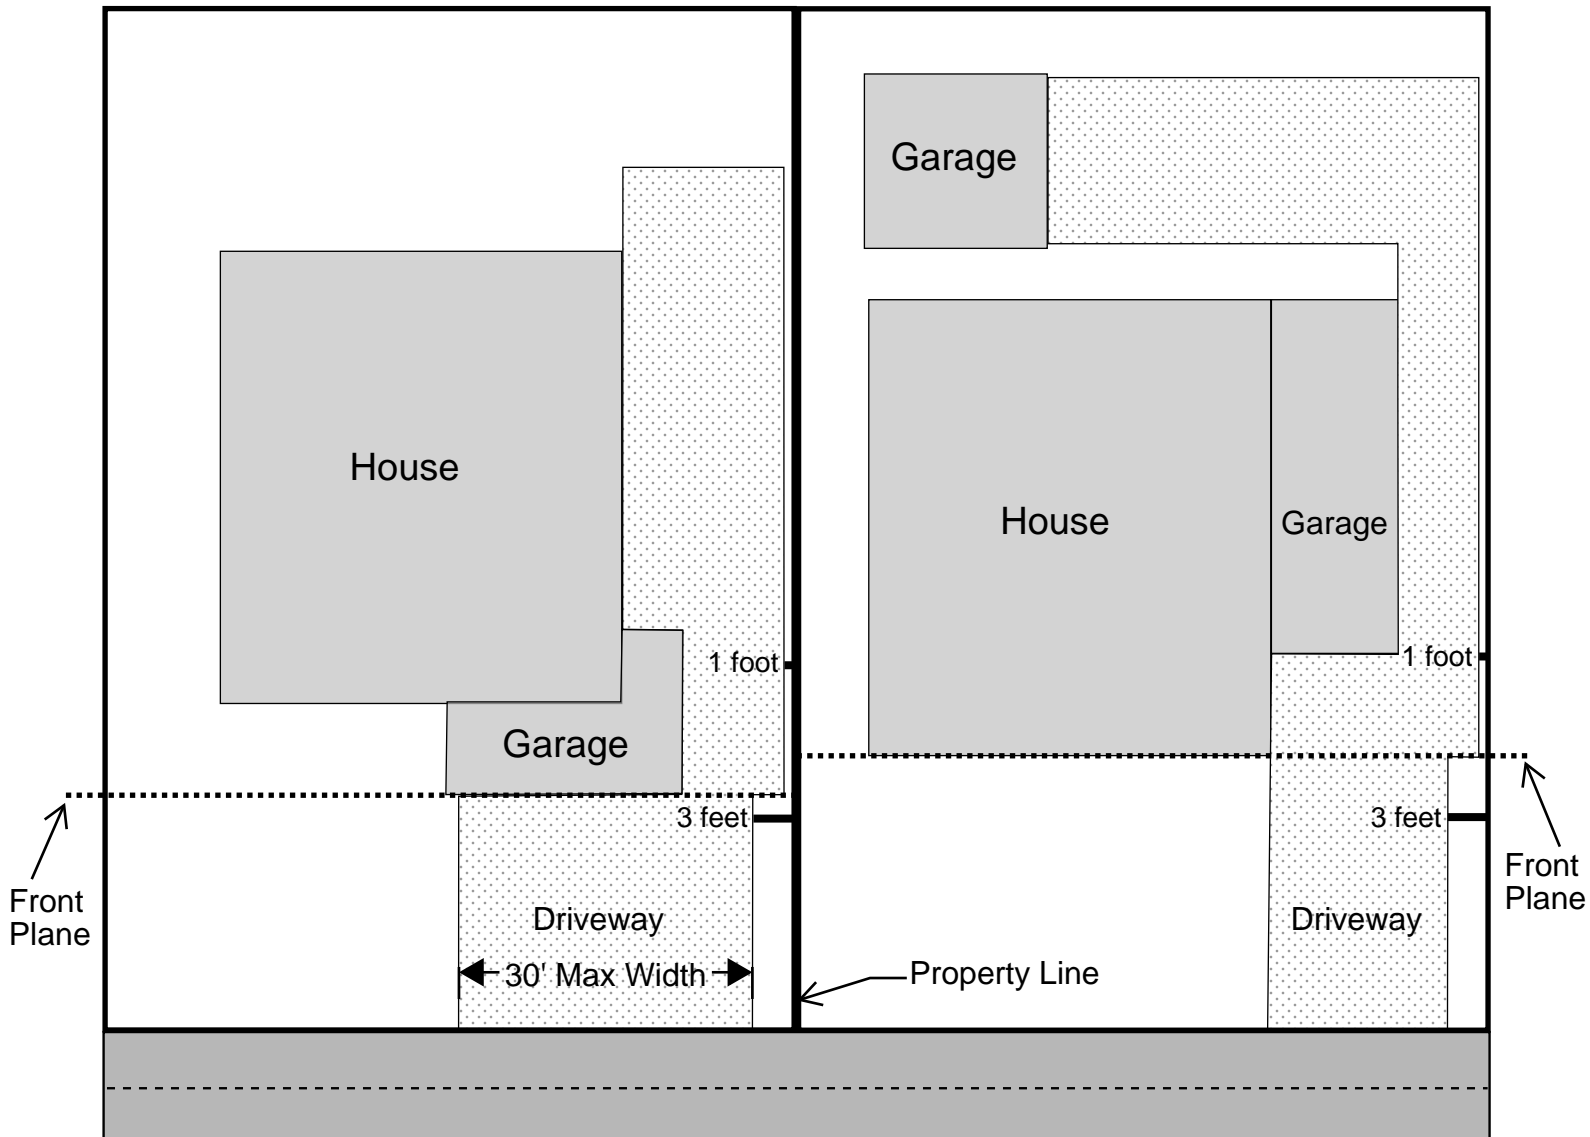 Garage
House
House
Garage
1 foot
1 foot
Garage
3 feet
3 feet
Front
Plane
Front
Plane
Driveway
Driveway
30' Max Width
Property Line